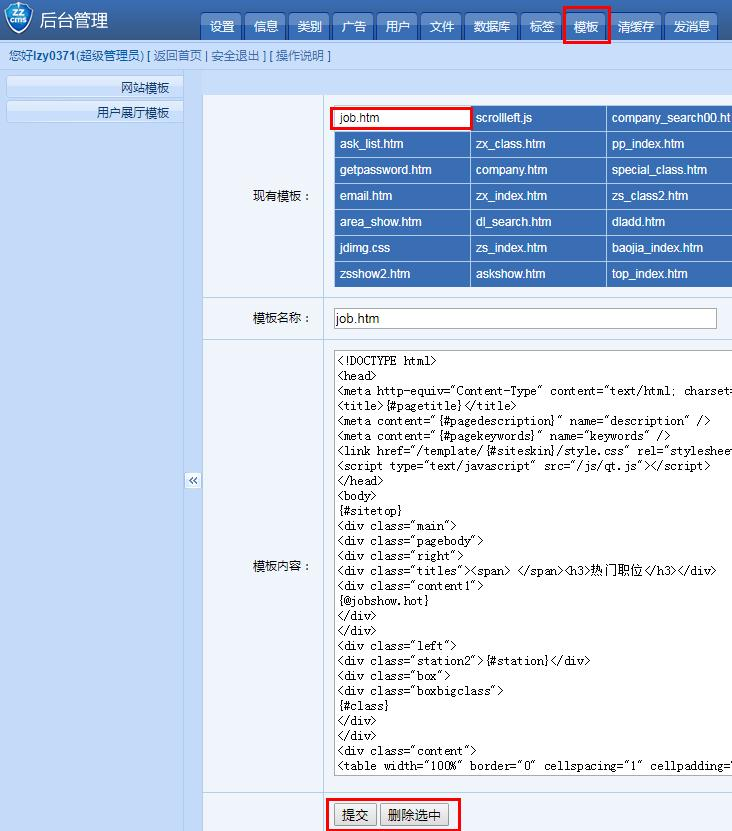 ZZ
cms
后台管理
设置 信息 类别 广告 用户 文件 数据库 标签 模板 清缓存 发消息
您好lzy0371(超级管理员) [ 返回首页 | 安全退出 ] [ 操作说明 ]
网站模板
用户展厅模板
现有模板：
job.htm scrollleft.js company_search00.ht
ask_list.htm zx_class.htm pp_index.htm
getpassword.htm company.htm special_class.htm
email.htm zx_index.htm zs_class2.htm
area_show.htm dl_search.htm dladd.htm
jdimg.css zs_index.htm baojia_index.htm
zsshow2.htm askshow.htm top_index.htm
模板名称： job.htm
模板内容：
<!DOCTYPE html>
<head>
<meta http-equiv="Content-Type" content="text/html; charset=
<title>{#pagetitle}</title>
<meta content="{#pagedescription}" name="description" />
<meta content="{#pagekeywords}" name="keywords" />
<link href="/template/{#siteskin}/style.css" rel="stylesheet
<script type="text/javascript" src="/js/qt.js"></script>
</head>
<body>
{#sitetop}
<div class="main">
<div class="pagebody">
<div class="right">
<div class="titles"><span> </span><h3>热门职位</h3></div>
<div class="content1">
{@jobshow.hot}
</div>
</div>
<div class="left">
<div class="station2">{#station}</div>
<div class="box">
<div class="boxbigclass">
{#class}
</div>
</div>
<div class="content">
<table width="100%" border="0" cellspacing="1" cellpadding="
«
提交 删除选中